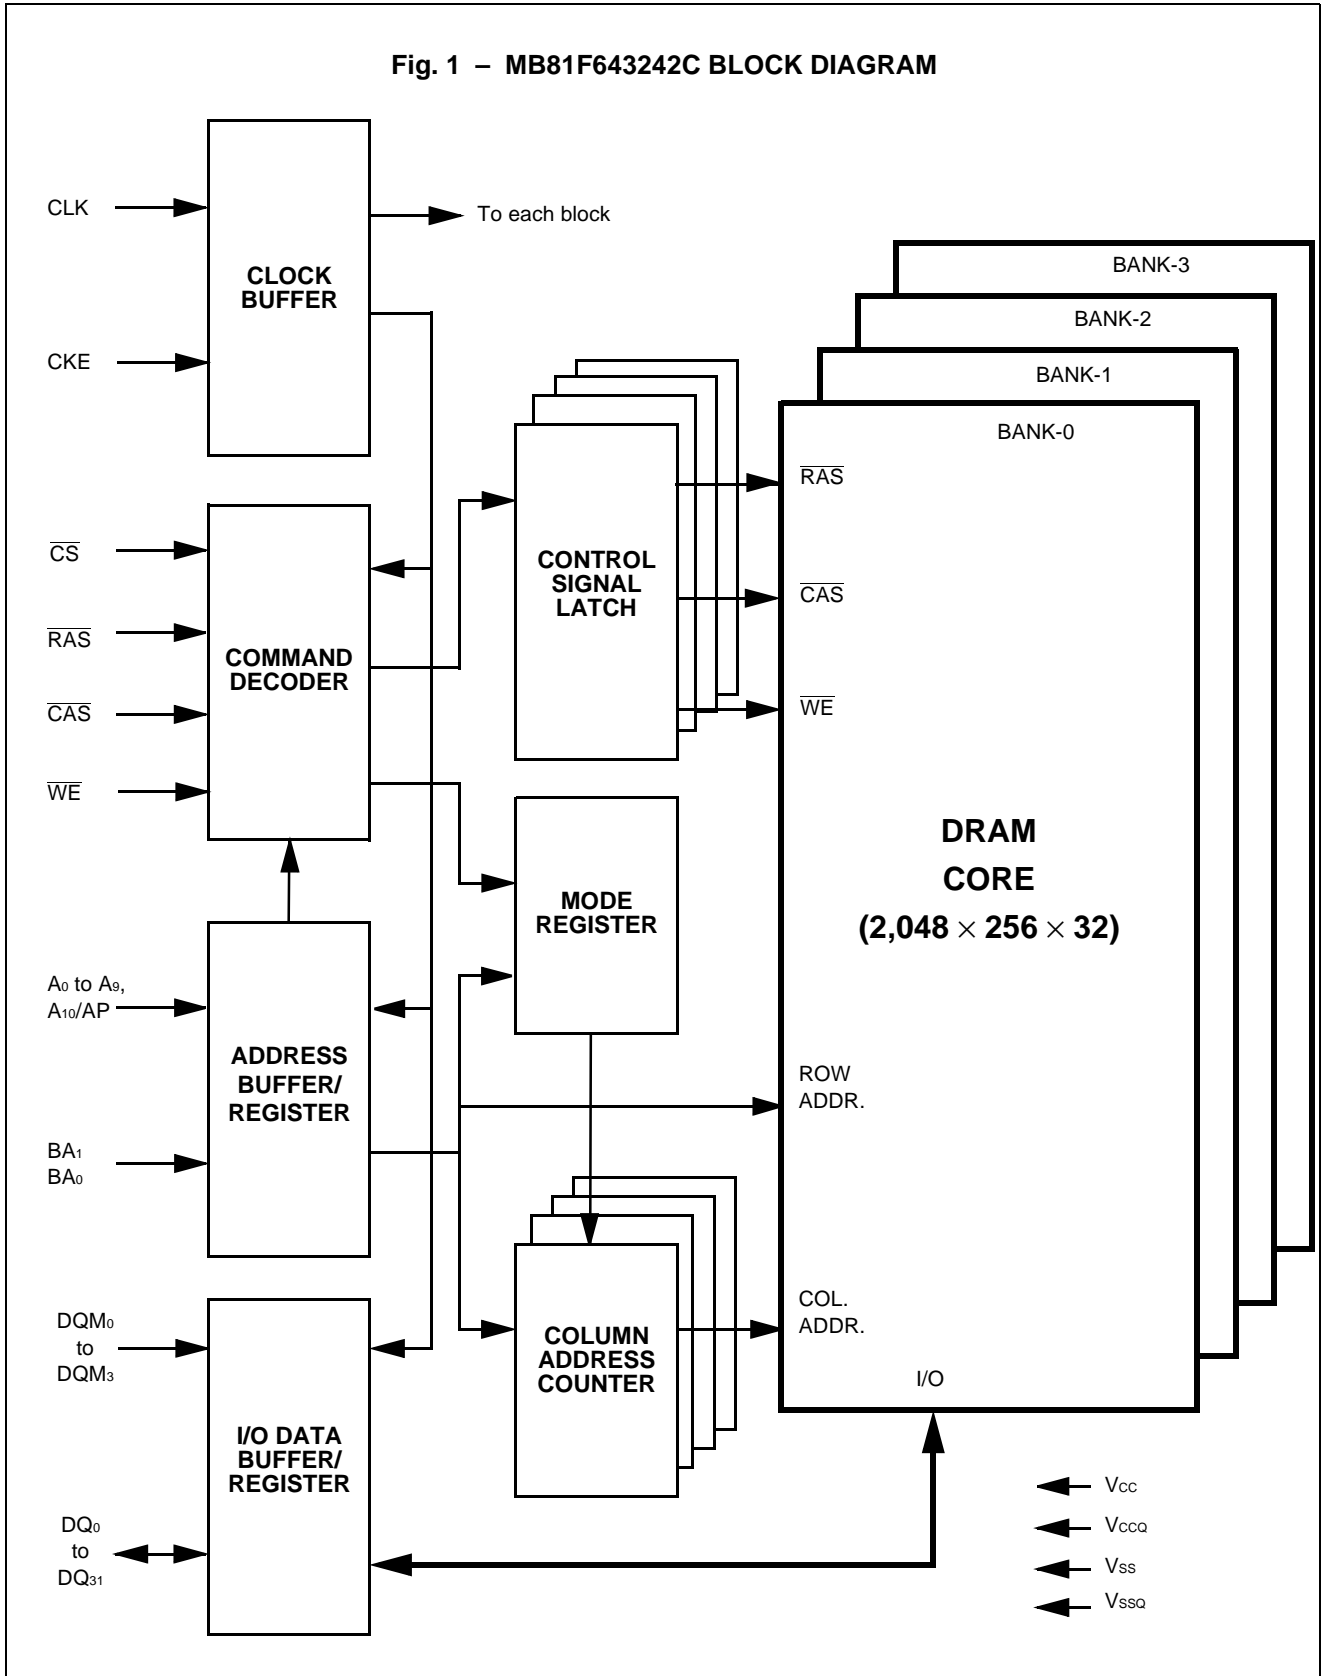 Fig. 1 – MB81F643242C BLOCK DIAGRAM
CLK
CKE
CLOCK
BUFFER
To each block
BANK-3
BANK-2
BANK-1
BANK-0
CS
RAS
CAS
WE
COMMAND
DECODER
CONTROL
SIGNAL
LATCH
RAS
CAS
WE
MODE
REGISTER
DRAM
CORE
(2,048 × 256 × 32)
A0 to A9,
A10/AP
BA1
BA0
ADDRESS
BUFFER/
REGISTER
ROW
ADDR.
COL.
ADDR.
I/O
COLUMN
ADDRESS
COUNTER
DQM0
to
DQM3
DQ0
to
DQ31
I/O DATA
BUFFER/
REGISTER
VCC
VCCQ
VSS
VSSQ